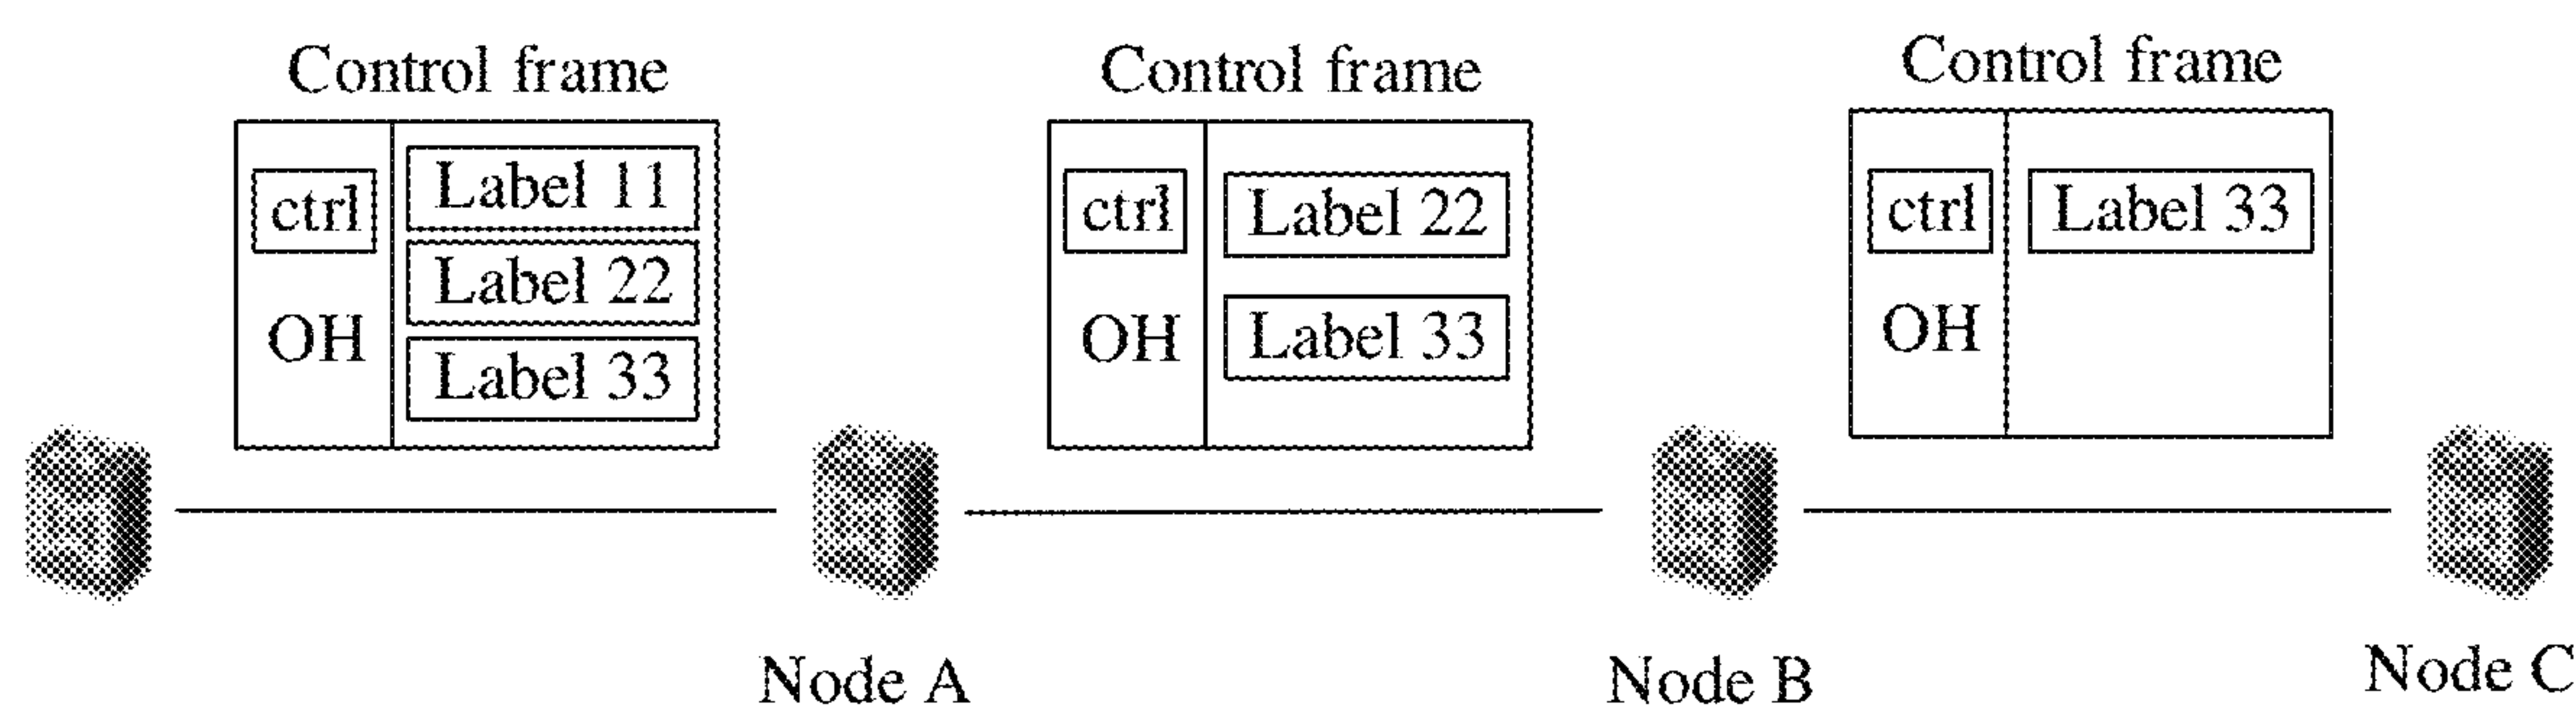 Control frame
ctrl
OH
Label 11
Label 22
Label 33
Control frame
ctrl
OH
Label 22
Label 33
Control frame
ctrl
OH
Label 33
Node A
Node B
Node C